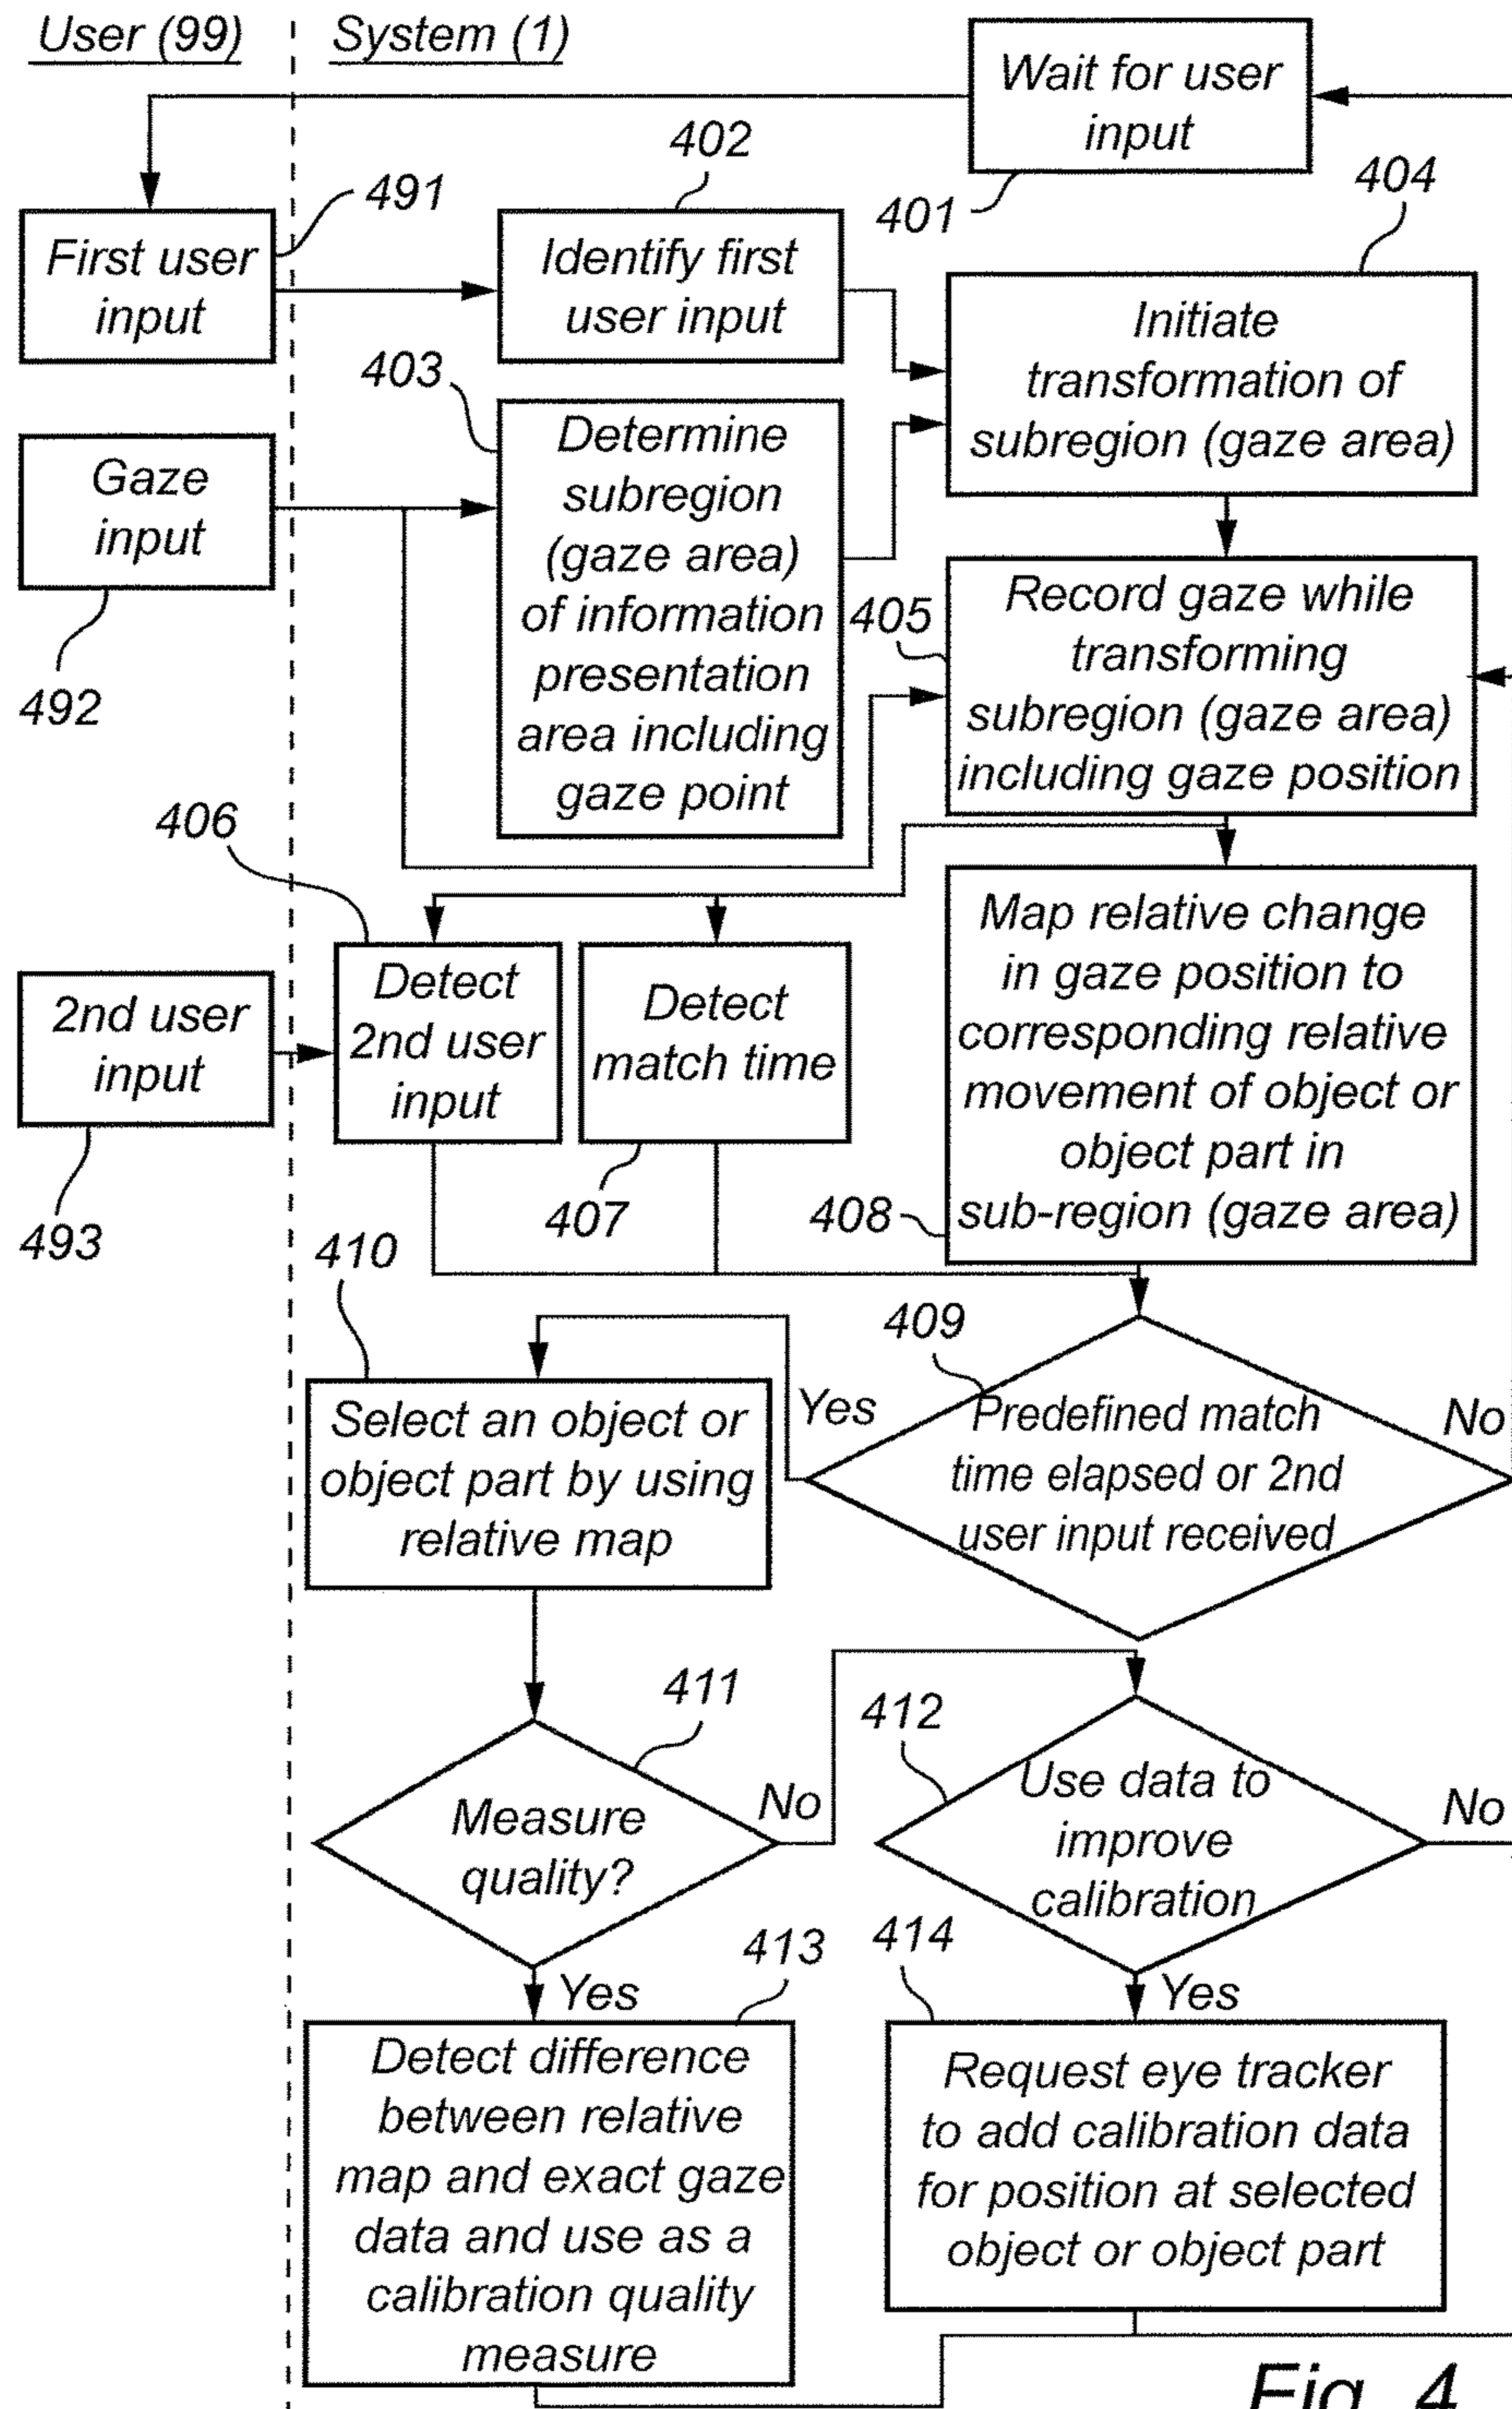 User (99)
System (1)
Wait for user
input
401
402
404
491
First user
input
Identify first
user input
Initiate
transformation of
subregion (gaze area)
403
Determine
subregion
(gaze area)
of information
presentation
area including
gaze point
Gaze
input
492
405
Record gaze while
transforming
subregion (gaze area)
including gaze position
406
2nd user
input
493
Detect
2nd user
input
Detect
match time
407
Map relative change
in gaze position to
corresponding relative
movement of object or
object part in
sub-region (gaze area)
408
410
409
Select an object or
object part by using
relative map
Yes
Predefined match
time elapsed or 2nd
user input received
No
411
Measure
quality?
No
412
Use data to
improve
calibration
No
Yes
413
Detect difference
between relative
map and exact gaze
data and use as a
calibration quality
measure
414
Yes
Request eye tracker
to add calibration data
for position at selected
object or object part
Fig. 4